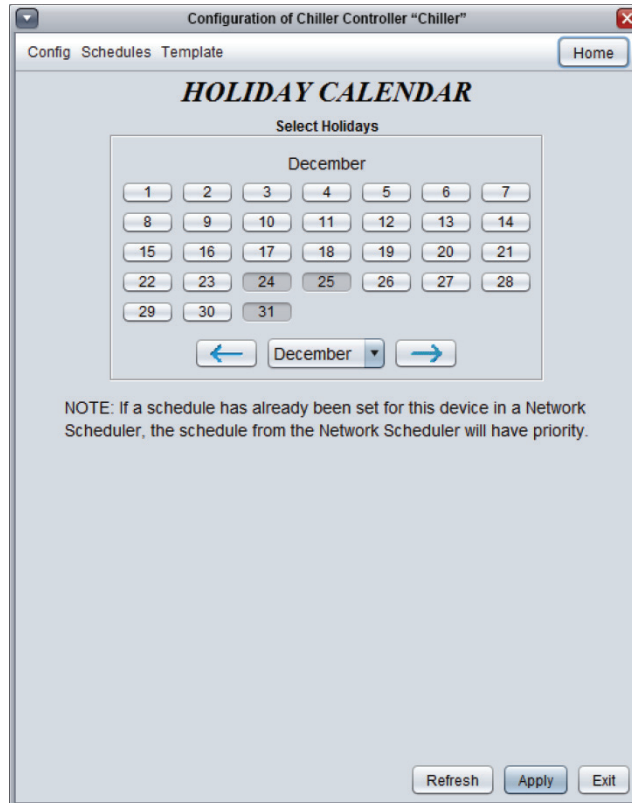 Configuration of Chiller Controller “Chiller”
Config Schedules Template Home
HOLIDAY CALENDAR
Select Holidays
December
1 2 3 4 5 6 7
8 9 10 11 12 13 14
15 16 17 18 19 20 21
22 23 24 25 26 27 28
29 30 31
December
NOTE: If a schedule has already been set for this device in a Network
Scheduler, the schedule from the Network Scheduler will have priority.
Refresh Apply Exit